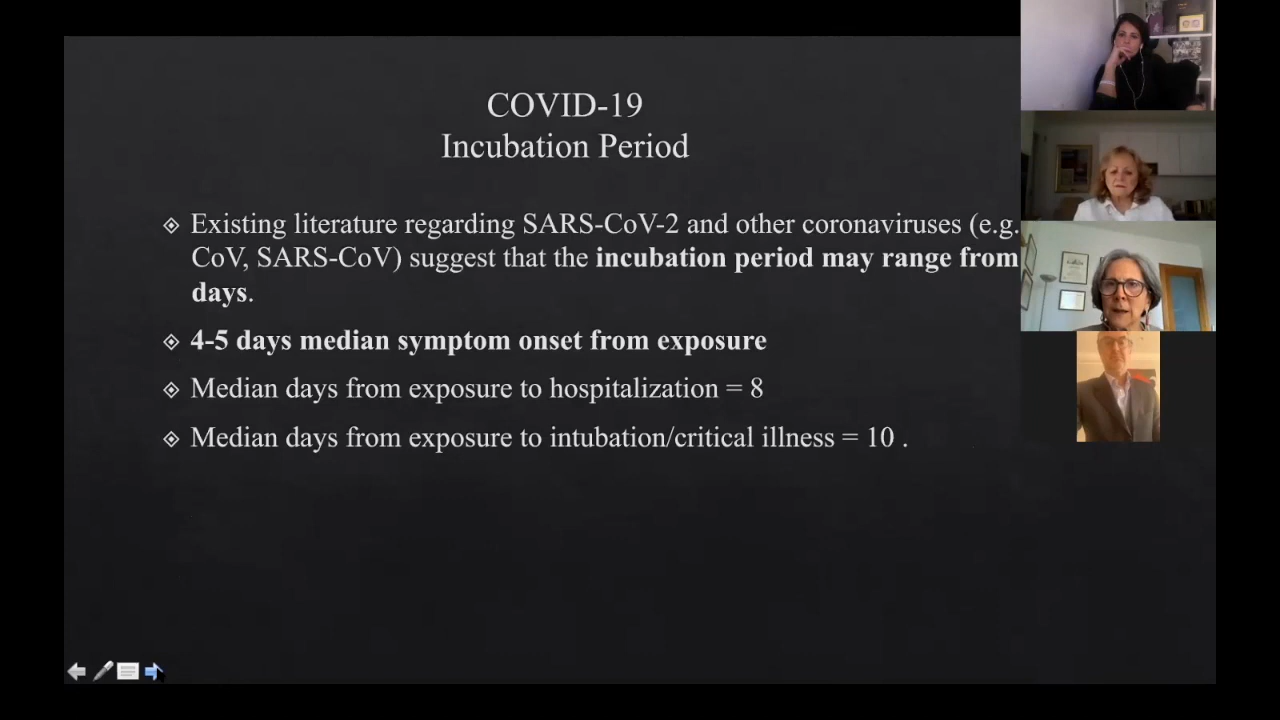 COVID-19
Incubation Period
Existing literature regarding SARS-CoV-2 and other coronaviruses (e.g.
CoV, SARS-CoV) suggest that the incubation period may range from
days.
4-5 days median symptom onset from exposure
Median days from exposure to hospitalization = 8
Median days from exposure to intubation/critical illness = 10 .